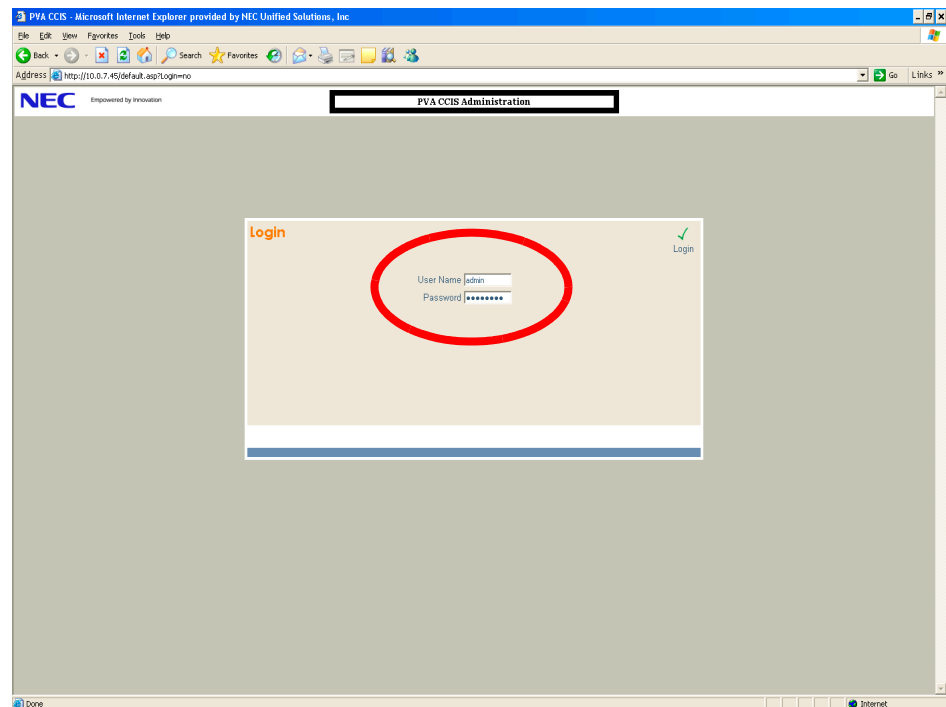 PVA CCIS - Microsoft Internet Explorer provided by NEC Unified Solutions, Inc
File Edit View Favorites Tools Help
Back Search Favorites
Address http://10.0.7.45/default.asp?Login=no Go Links »
NEC Empowered by Innovation PVA CCIS Administration
Login
Login
User Name admin
Password ••••••••
Done Internet